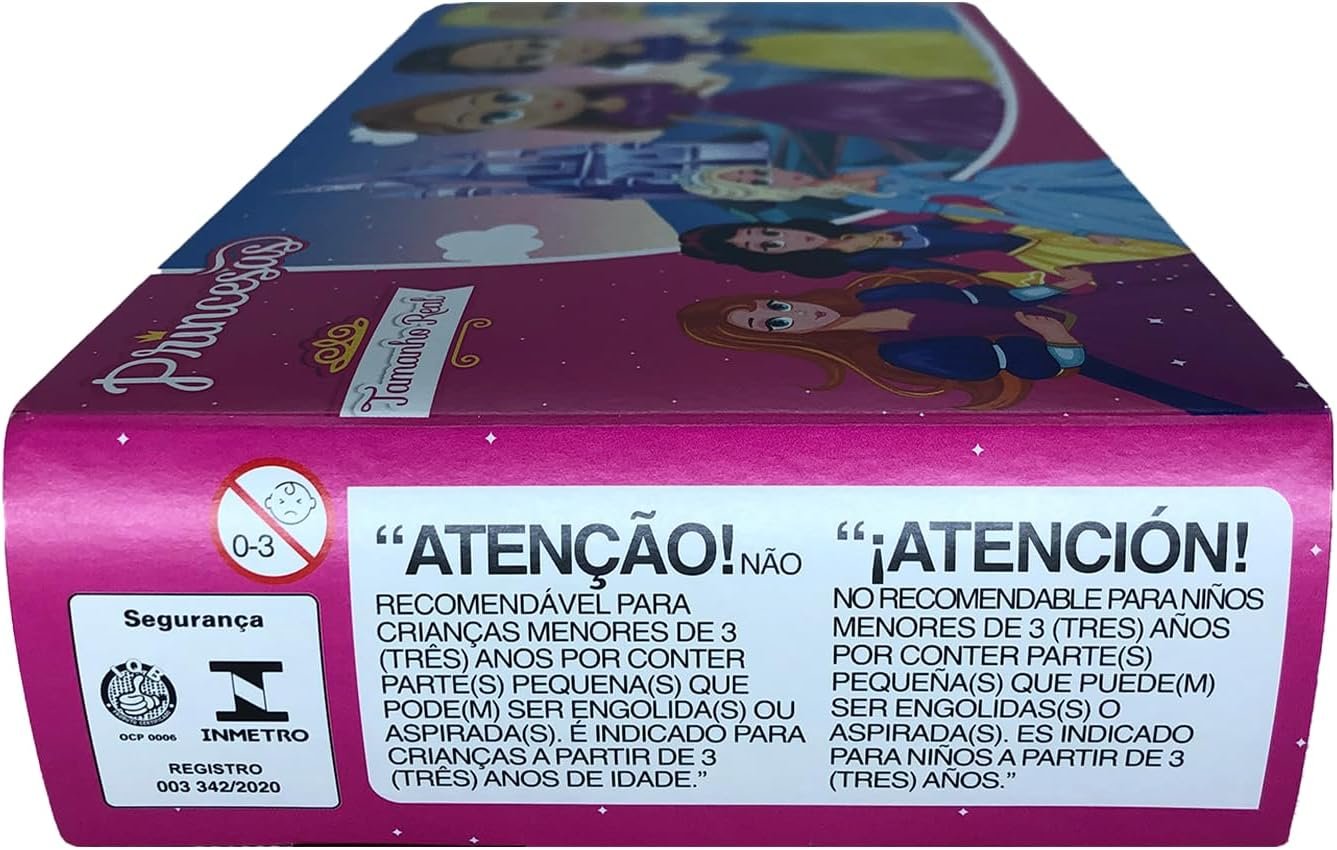 Princesas
Tamanho Real
0-3
Segurança
I Q B
PRODUTO CERTIFICADO
OCP 0006
INMETRO
REGISTRO
003 342/2020
“ATENÇÃO! NÃO
RECOMENDÁVEL PARA
CRIANÇAS MENORES DE 3
(TRÊS) ANOS POR CONTER
PARTE(S) PEQUENA(S) QUE
PODE(M) SER ENGOLIDA(S) OU
ASPIRADA(S). É INDICADO PARA
CRIANÇAS A PARTIR DE 3
(TRÊS) ANOS DE IDADE.”
“¡ATENCIÓN!
NO RECOMENDABLE PARA NIÑOS
MENORES DE 3 (TRES) AÑOS
POR CONTER PARTE(S)
PEQUEÑA(S) QUE PUEDE(M)
SER ENGOLIDAS(S) O
ASPIRADA(S). ES INDICADO
PARA NIÑOS A PARTIR DE 3
(TRES) AÑOS.”